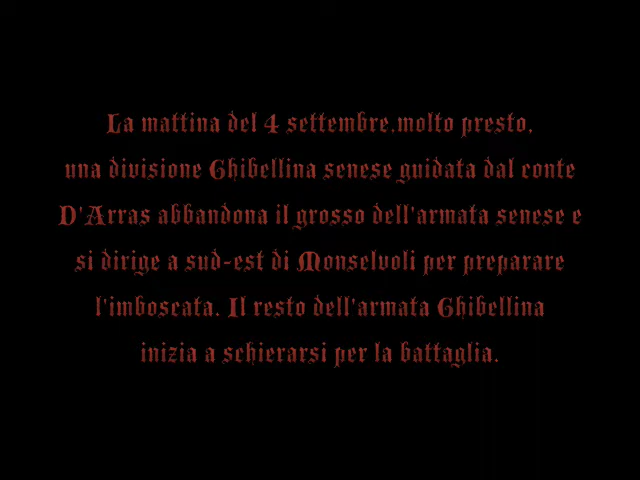 La mattina del 4 settembre,molto presto,
una divisione Ghibellina senese guidata dal conte
D'Arras abbandona il grosso dell'armata senese e
si dirige a sud-est di Monselvoli per preparare
l'imboscata. Il resto dell'armata Ghibellina
inizia a schierarsi per la battaglia.